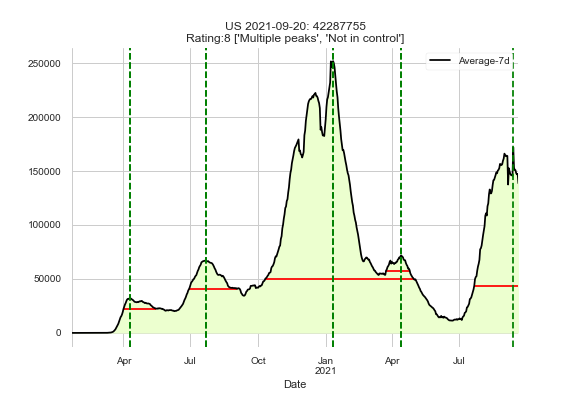 US 2021-09-20: 42287755
Rating:8 ['Multiple peaks', 'Not in control']
Average-7d
250000
200000
150000
100000
50000
0
Apr Jul Oct Jan Apr Jul
2021
Date